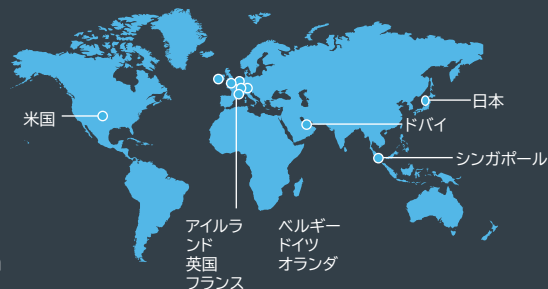 米国
日本
ドバイ
シンガポール
アイルラ
ンド
英国
フランス
ベルギー
ドイツ
オランダ